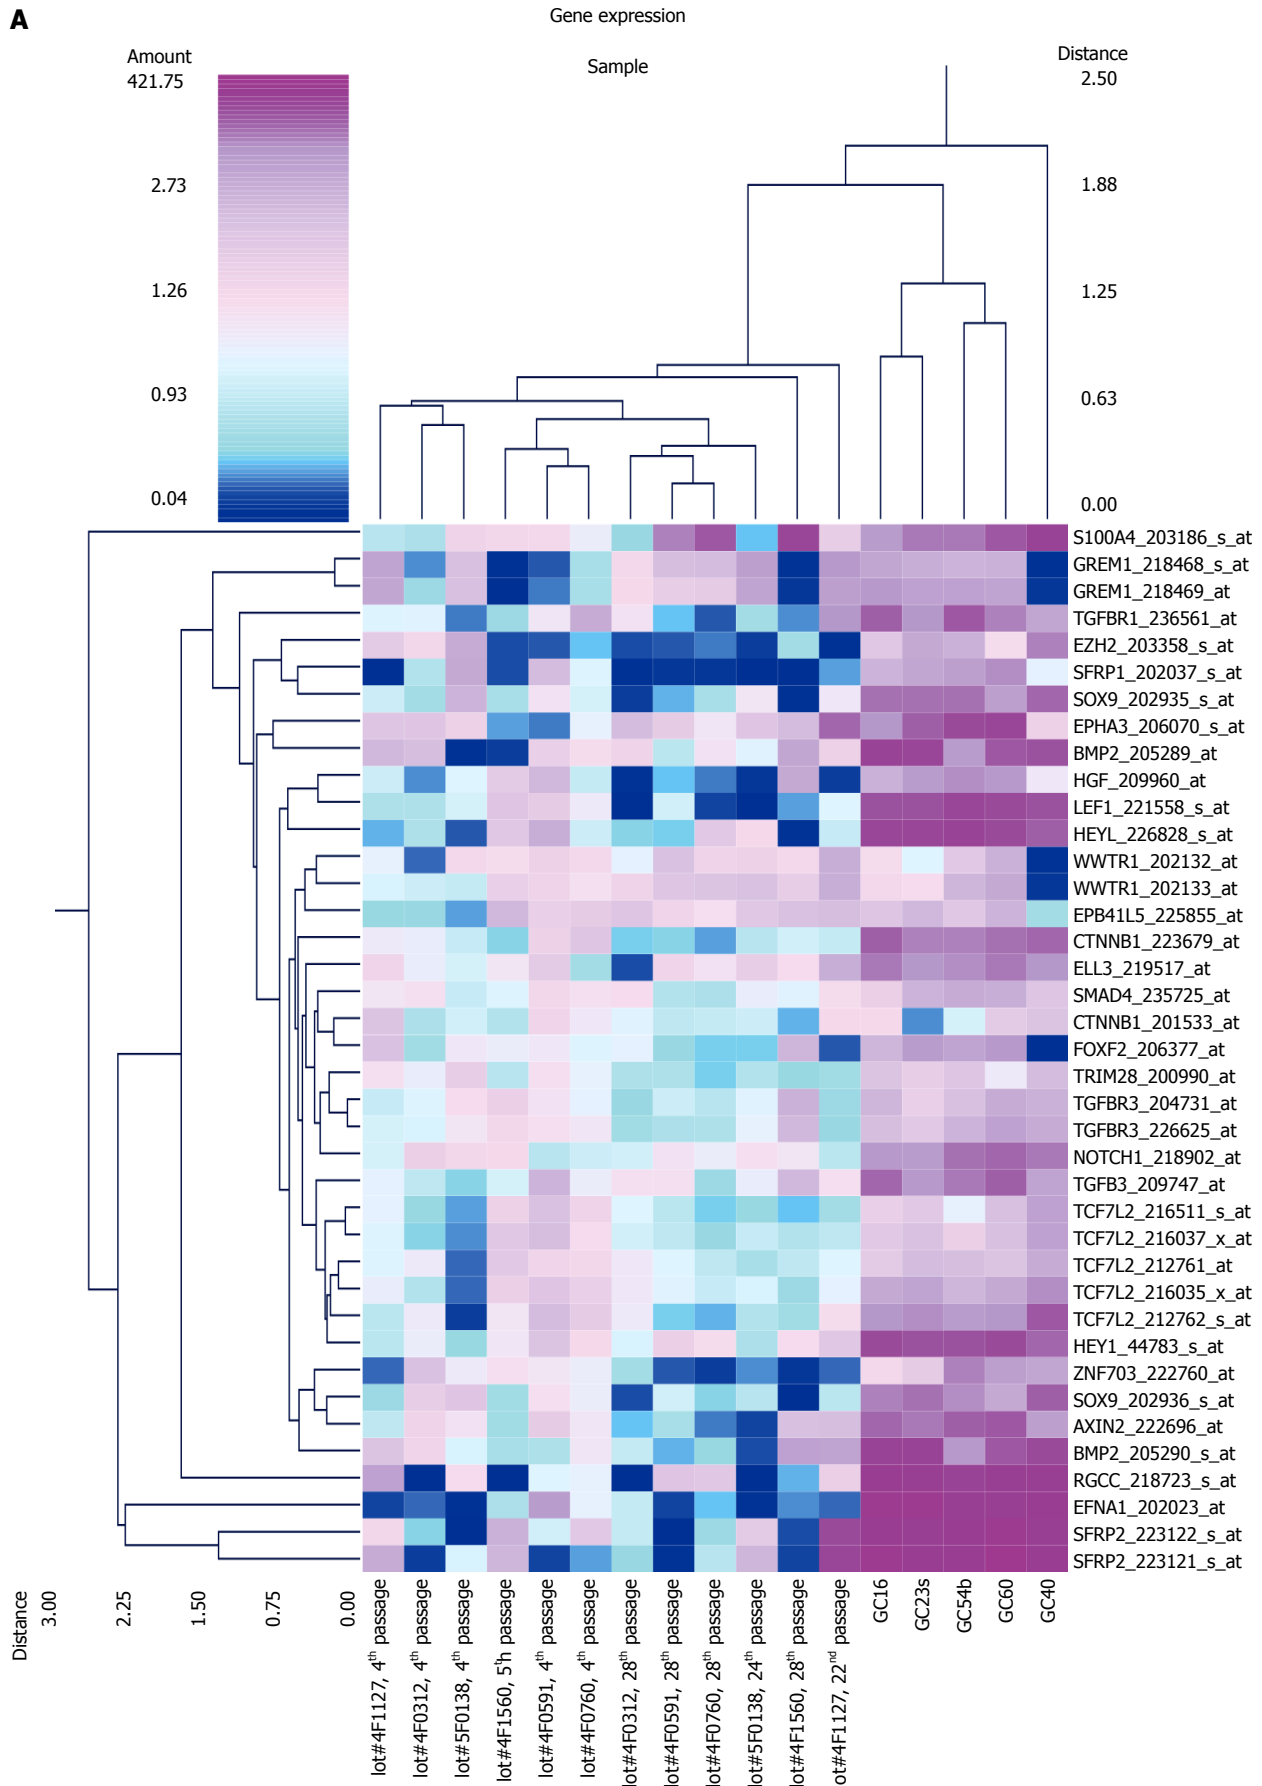 A
Gene expression
Amount
Sample
Distance
421.75
2.73
1.26
0.93
0.04
2.50
1.88
1.25
0.63
0.00
S100A4_203186_s_at
GREM1_218468_s_at
GREM1_218469_at
TGFBR1_236561_at
EZH2_203358_s_at
SFRP1_202037_s_at
SOX9_202935_s_at
EPHA3_206070_s_at
BMP2_205289_at
HGF_209960_at
LEF1_221558_s_at
HEYL_226828_s_at
WWTR1_202132_at
WWTR1_202133_at
EPB41L5_225855_at
CTNNB1_223679_at
ELL3_219517_at
SMAD4_235725_at
CTNNB1_201533_at
FOXF2_206377_at
TRIM28_200990_at
TGFBR3_204731_at
TGFBR3_226625_at
NOTCH1_218902_at
TGFB3_209747_at
TCF7L2_216511_s_at
TCF7L2_216037_x_at
TCF7L2_212761_at
TCF7L2_216035_x_at
TCF7L2_212762_s_at
HEY1_44783_s_at
ZNF703_222760_at
SOX9_202936_s_at
AXIN2_222696_at
BMP2_205290_s_at
RGCC_218723_s_at
EFNA1_202023_at
SFRP2_223122_s_at
SFRP2_223121_s_at
Distance
3.00
2.25
1.50
0.75
0.00
lot#4F1127, 4th passage
lot#4F0312, 4th passage
lot#5F0138, 4th passage
lot#4F1560, 5th passage
lot#4F0591, 4th passage
lot#4F0760, 4th passage
lot#4F0312, 28th passage
lot#4F0591, 28th passage
lot#4F0760, 28th passage
lot#5F0138, 24th passage
lot#4F1560, 28th passage
ot#4F1127, 22nd passage
GC16
GC23s
GC54b
GC60
GC40